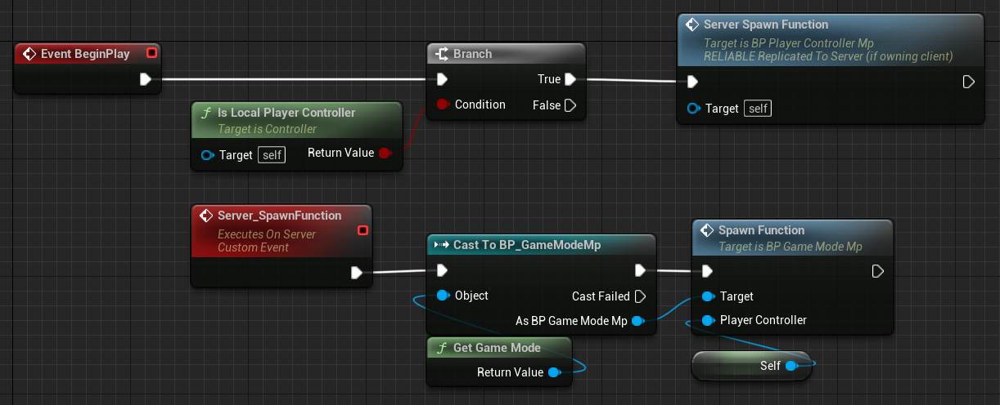 Event BeginPlay
Branch
True
Condition
False
Is Local Player Controller
Target is Controller
Target self
Return Value
Server Spawn Function
Target is BP Player Controller Mp
RELIABLE Replicated To Server (if owning client)
Target self
Server_SpawnFunction
Executes On Server
Custom Event
Cast To BP_GameModeMp
Object
Cast Failed
As BP Game Mode Mp
Get Game Mode
Return Value
Spawn Function
Target is BP Game Mode Mp
Target
Player Controller
Self